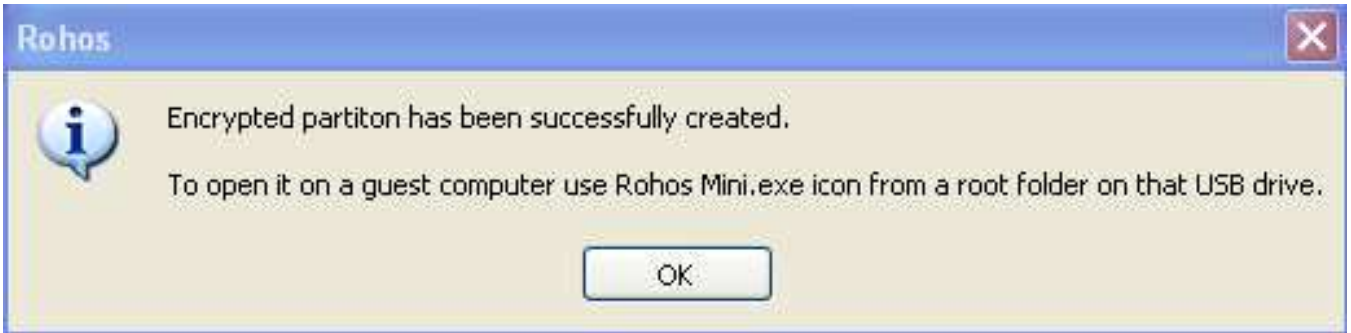 Rohos
Encrypted partiton has been successfully created.
To open it on a guest computer use Rohos Mini.exe icon from a root folder on that USB drive.
OK